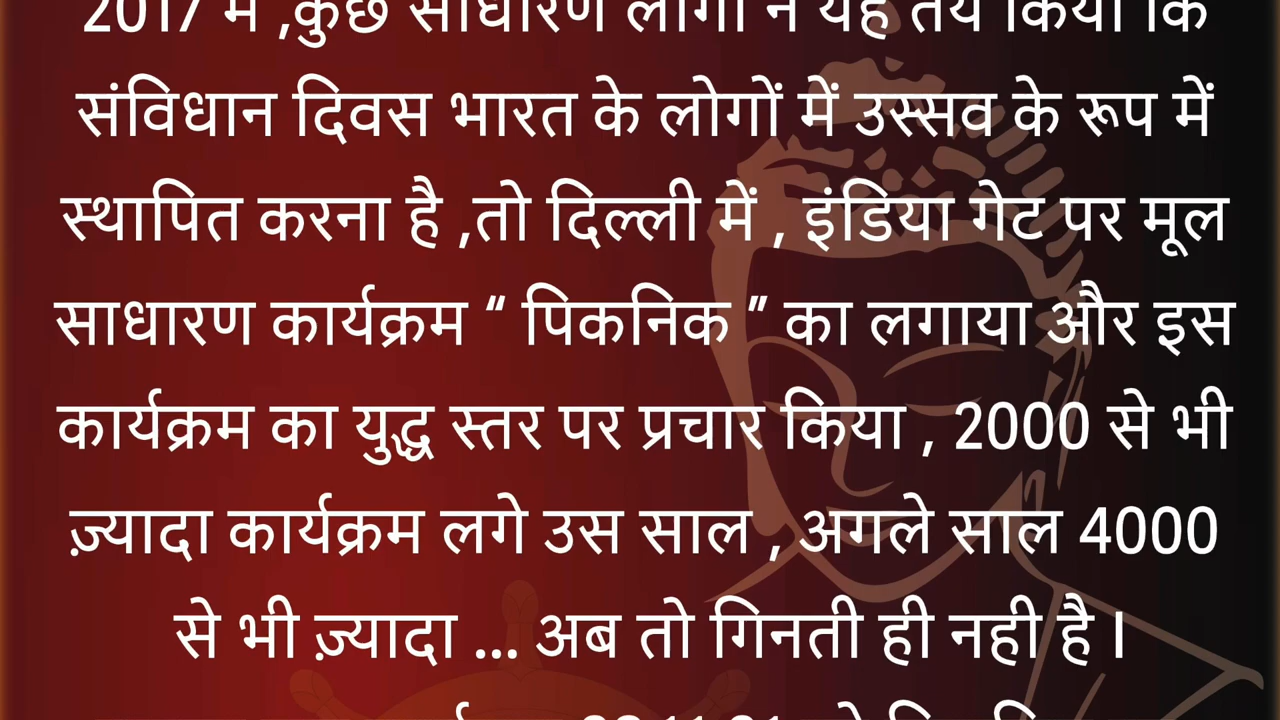 2017 में ,कुछ साधारण लोगों ने यह तय किया कि
संविधान दिवस भारत के लोगों में उस्सव के रूप में
स्थापित करना है ,तो दिल्ली में , इंडिया गेट पर मूल
साधारण कार्यक्रम “ पिकनिक ” का लगाया और इस
कार्यक्रम का युद्ध स्तर पर प्रचार किया , 2000 से भी
ज़्यादा कार्यक्रम लगे उस साल , अगले साल 4000
से भी ज़्यादा ... अब तो गिनती ही नही है ।